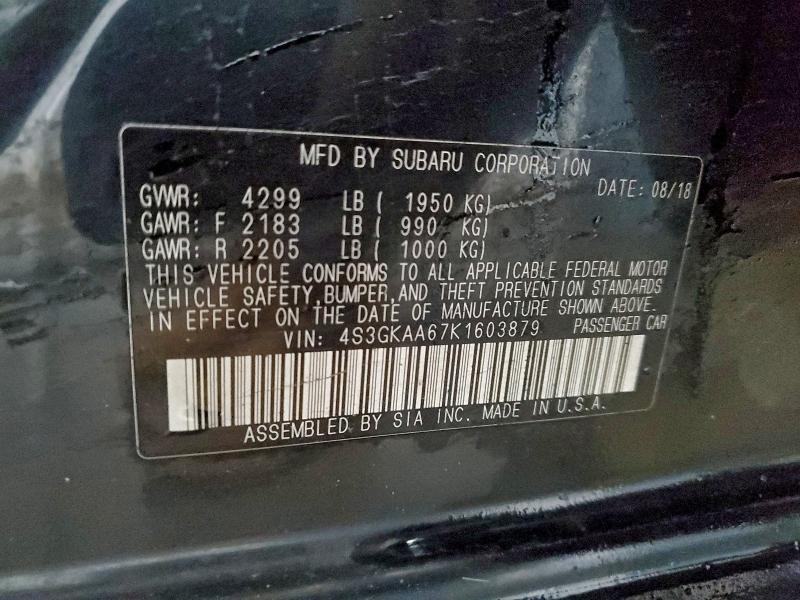 MFD BY SUBARU CORPORATION
DATE: 08/18
GVWR: 4299 LB ( 1950 KG)
GAWR: F 2183 LB ( 990 KG)
GAWR: R 2205 LB ( 1000 KG)
THIS VEHICLE CONFORMS TO ALL APPLICABLE FEDERAL MOTOR
VEHICLE SAFETY, BUMPER, AND THEFT PREVENTION STANDARDS
IN EFFECT ON THE DATE OF MANUFACTURE SHOWN ABOVE.
VIN: 4S3GKAA67K1603879 PASSENGER CAR
ASSEMBLED BY SIA INC. MADE IN U.S.A.